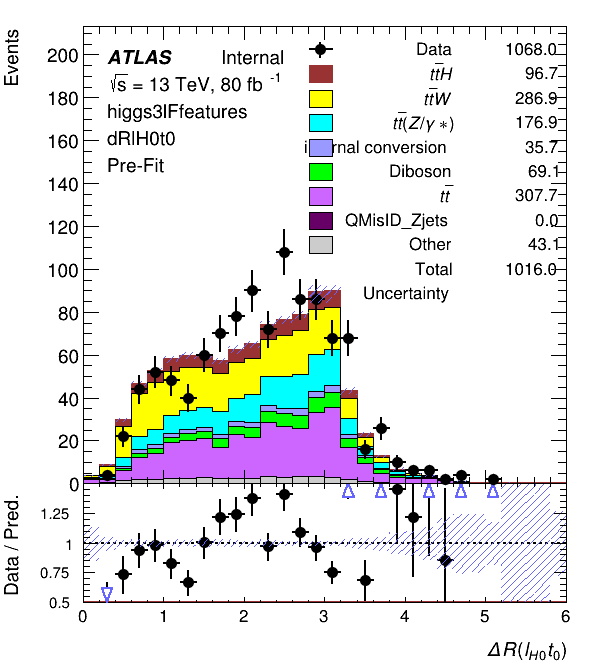 Events
ATLAS Internal
√s = 13 TeV, 80 fb⁻¹
higgs3lFfeatures
dRlH0t0
Pre-Fit
Data 1068.0
tt̄H 96.7
tt̄W 286.9
tt̄(Z/γ*) 176.9
internal conversion 35.7
Diboson 69.1
tt̄ 307.7
QMisID_Zjets 0.0
Other 43.1
Total 1016.0
Uncertainty
200
180
160
140
120
100
80
60
40
20
0
Data / Pred.
1.25
1
0.75
0.5
0 1 2 3 4 5 6
ΔR(l_H0 t_0)